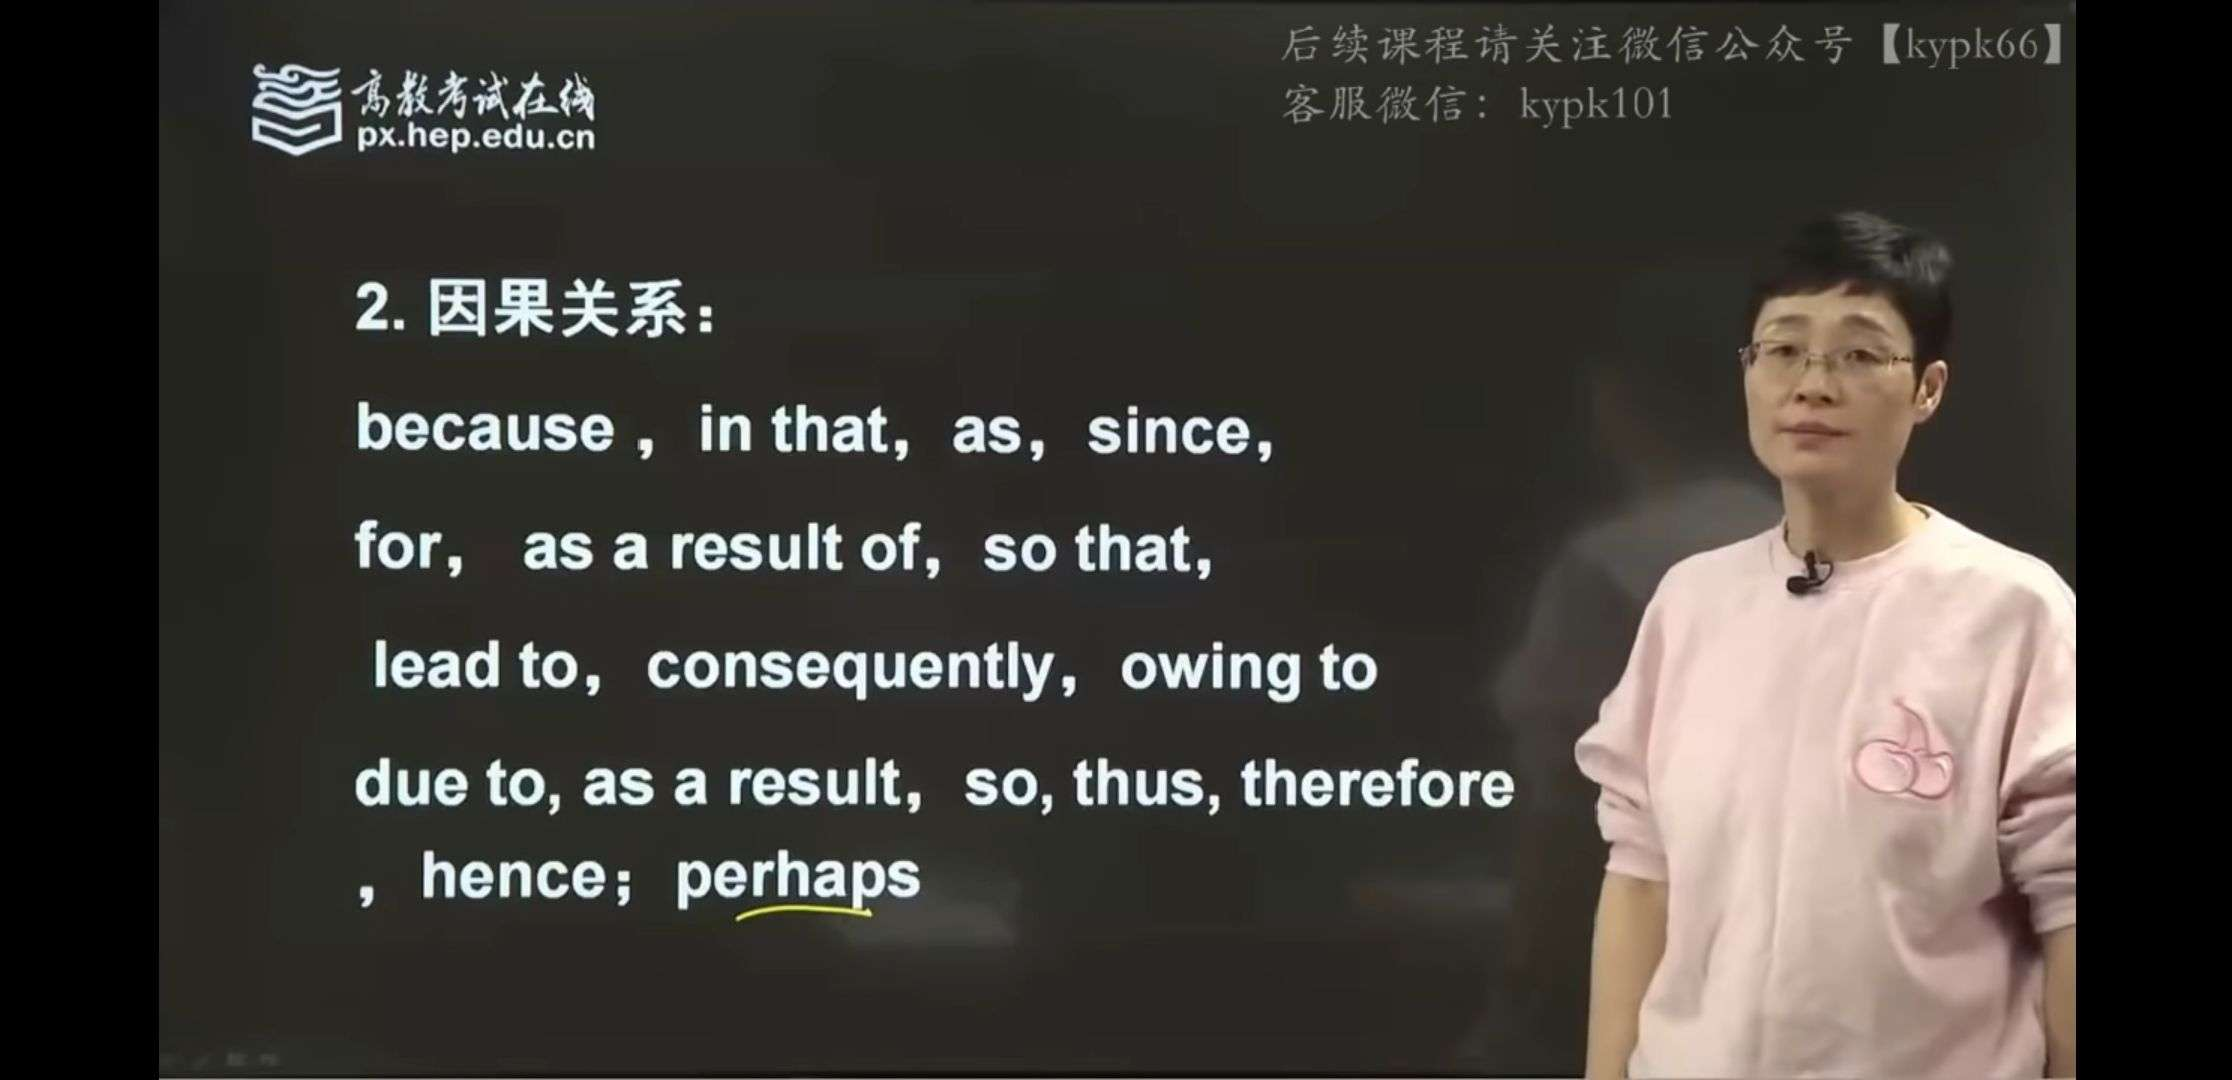 后续课程请关注微信公众号【kypk66】
客服微信：kypk101
高教考试在线
px.hep.edu.cn
2. 因果关系：
because ，in that，as，since，
for， as a result of，so that，
lead to，consequently，owing to
due to, as a result，so, thus, therefore
，hence；perhaps